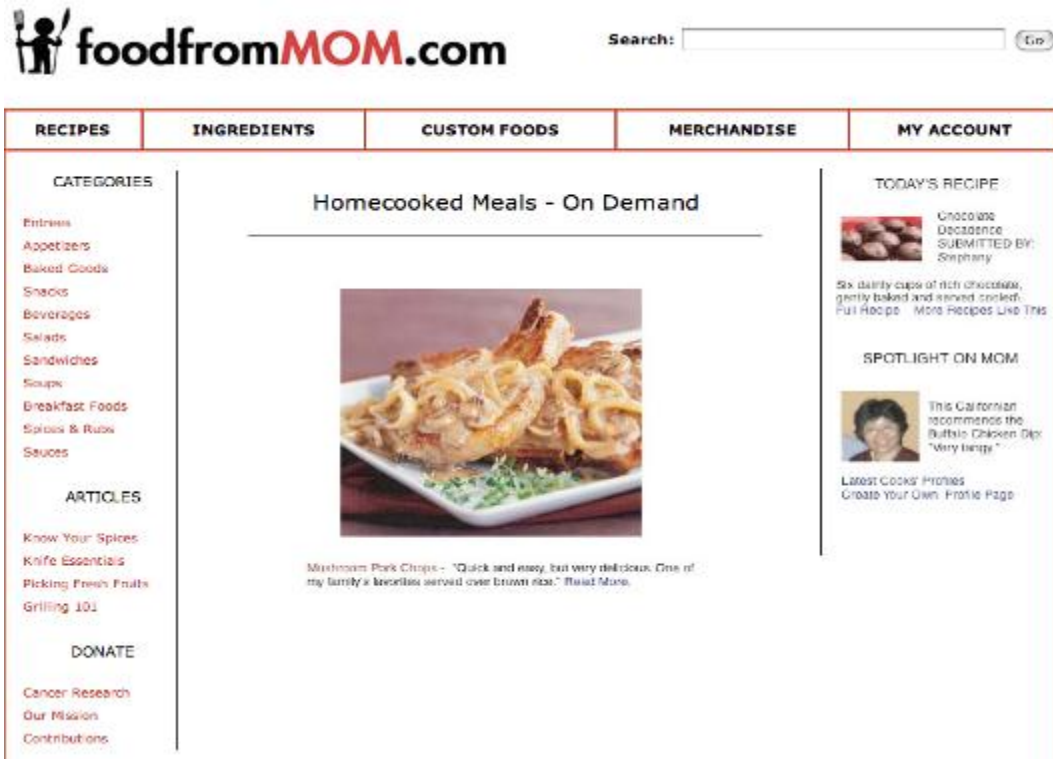 foodfromMOM.com
Search:
Go
RECIPES
INGREDIENTS
CUSTOM FOODS
MERCHANDISE
MY ACCOUNT
CATEGORIES
Entrees
Appetizers
Baked Goods
Snacks
Beverages
Salads
Sandwiches
Soups
Breakfast Foods
Spices & Rubs
Sauces
ARTICLES
Know Your Spices
Knife Essentials
Picking Fresh Fruits
Grilling 101
DONATE
Cancer Research
Our Mission
Contributions
Homecooked Meals - On Demand
Mushroom Pork Chops - "Quick and easy, but very delicious. One of
my family's favorites served over brown rice." Read More.
TODAY'S RECIPE
Chocolate
Decadence
SUBMITTED BY:
Stephany
Six dainty cups of rich chocolate,
gently baked and served cooled\
Full Recipe More Recipes Like This
SPOTLIGHT ON MOM
This Californian
recommends the
Buffalo Chicken Dip:
"Very tangy."
Latest Cooks' Profiles
Create Your Own Profile Page